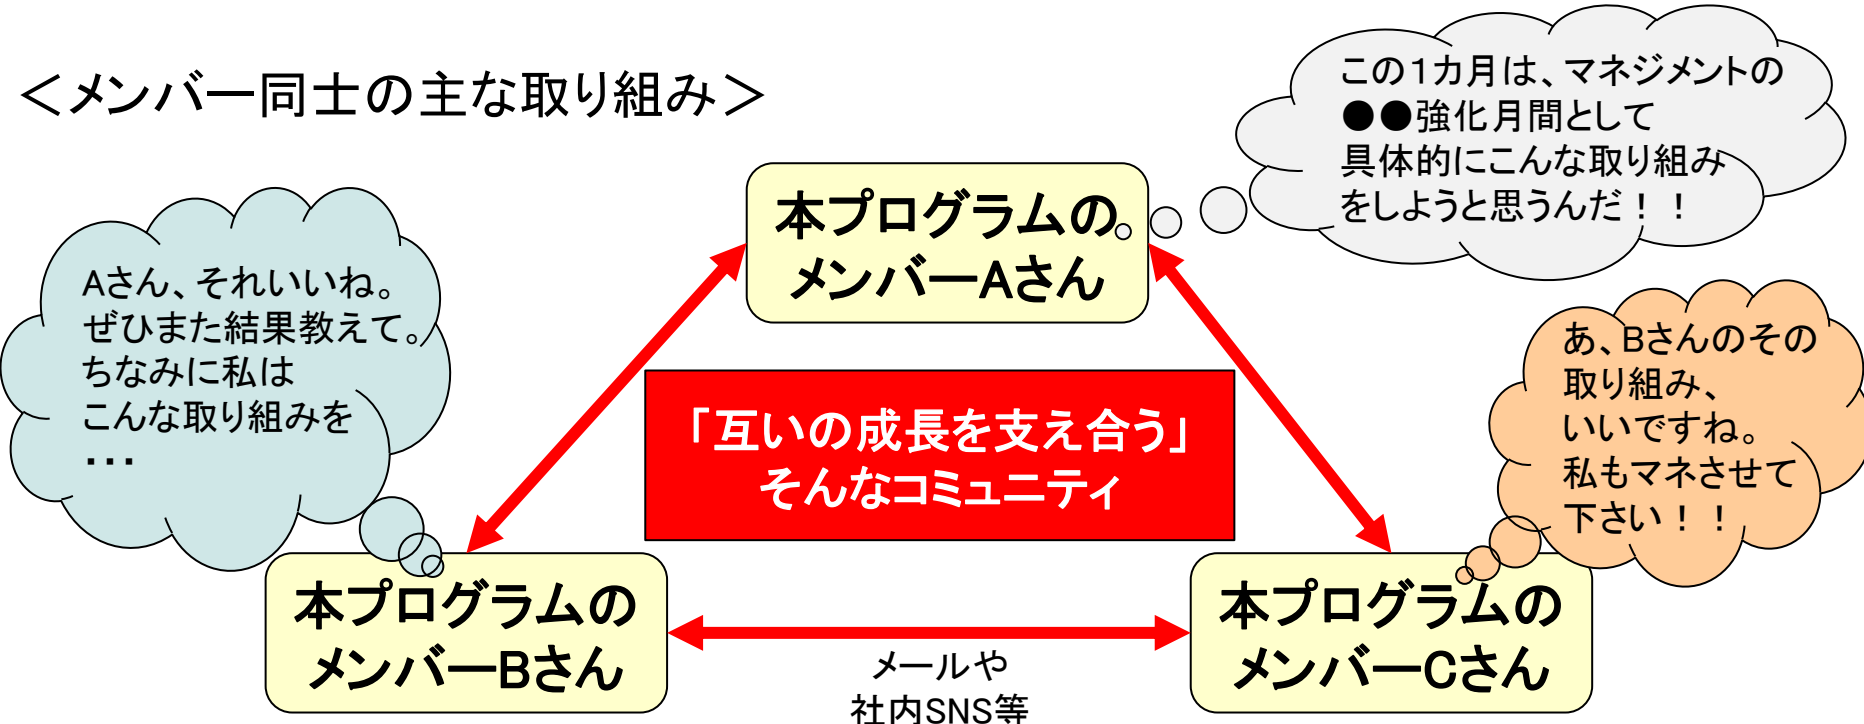 ＜メンバー同士の主な取り組み＞
この１カ月は、マネジメントの
●●強化月間として
具体的にこんな取り組み
をしようと思うんだ！！
本プログラムの
メンバーAさん
Aさん、それいいね。
ぜひまた結果教えて。
ちなみに私は
こんな取り組みを
・・・
あ、Bさんのその
取り組み、
いいですね。
私もマネさせて
下さい！！
「互いの成長を支え合う」
そんなコミュニティ
本プログラムの
メンバーBさん
本プログラムの
メンバーCさん
メールや
社内SNS等